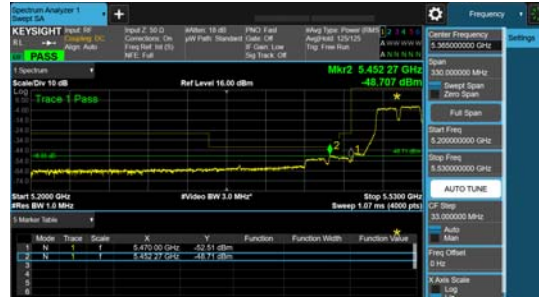 Spectrum Analyzer 1
Swept SA
+
Frequency
KEYSIGHT
Input: RF
Coupling: DC
Align: Auto
Input Z: 50 Ω
Corrections: On
Freq Ref: Int (S)
NFE: Full
#Atten: 18 dB
µW Path: Standard
PNO: Fast
Gate: Off
IF Gain: Low
Sig Track: Off
#Avg Type: Power (RMS)
Avg|Hold: 125/125
Trig: Free Run
RL
PASS
1 Spectrum
Scale/Div 10 dB
Ref Level 16.00 dBm
Mkr2 5.452 27 GHz
-48.707 dBm
Log
Trace 1 Pass
2
1
Start 5.2000 GHz
#Res BW 1.0 MHz
#Video BW 3.0 MHz*
Stop 5.5300 GHz
Sweep 1.07 ms (4000 pts)
5 Marker Table
Mode Trace Scale X Y Function Function Width Function Value
1 N 1 f 5.470 00 GHz -52.51 dBm
2 N 1 f 5.452 27 GHz -48.71 dBm
3
4
5
6
Center Frequency
5.365000000 GHz
Settings
Span
330.000000 MHz
Swept Span
Zero Span
Full Span
Start Freq
5.200000000 GHz
Stop Freq
5.530000000 GHz
AUTO TUNE
CF Step
33.000000 MHz
Auto
Man
Freq Offset
0 Hz
X Axis Scale
Log